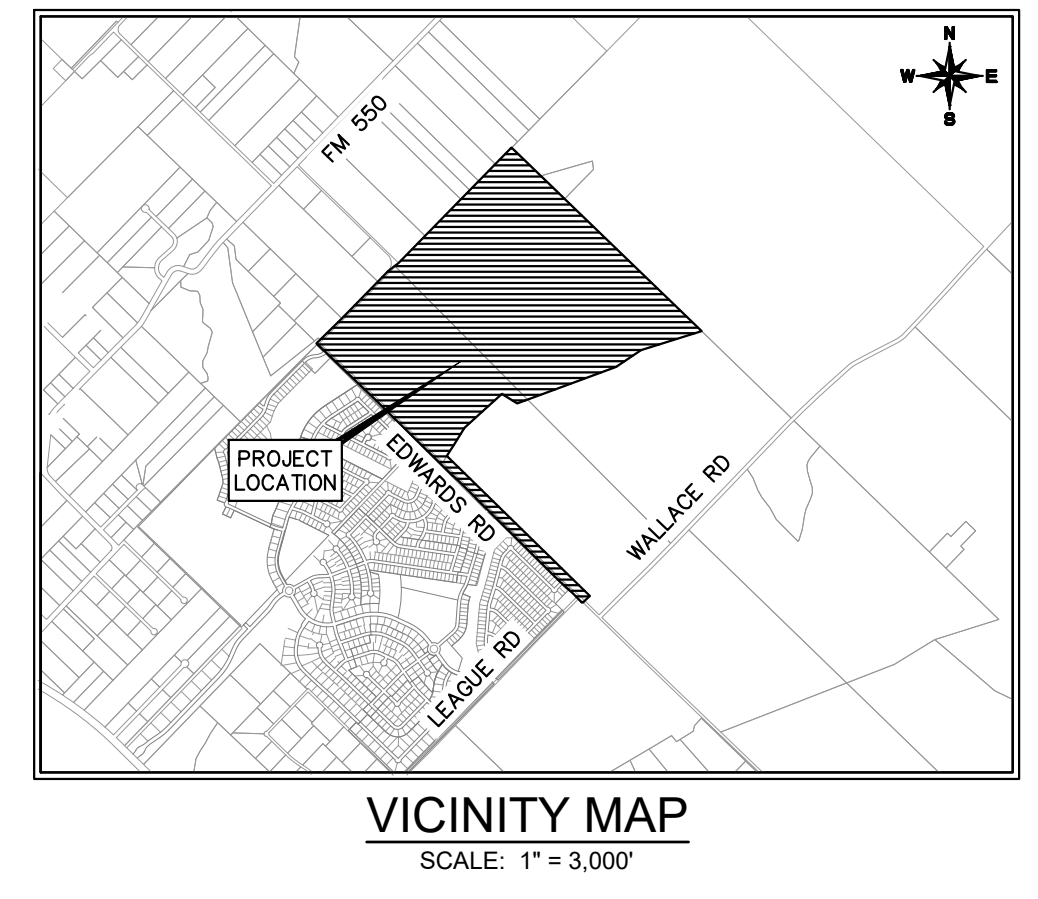 N
W E
S
FM 550
PROJECT
LOCATION
EDWARDS RD
WALLACE RD
LEAGUE RD
VICINITY MAP
SCALE: 1" = 3,000'